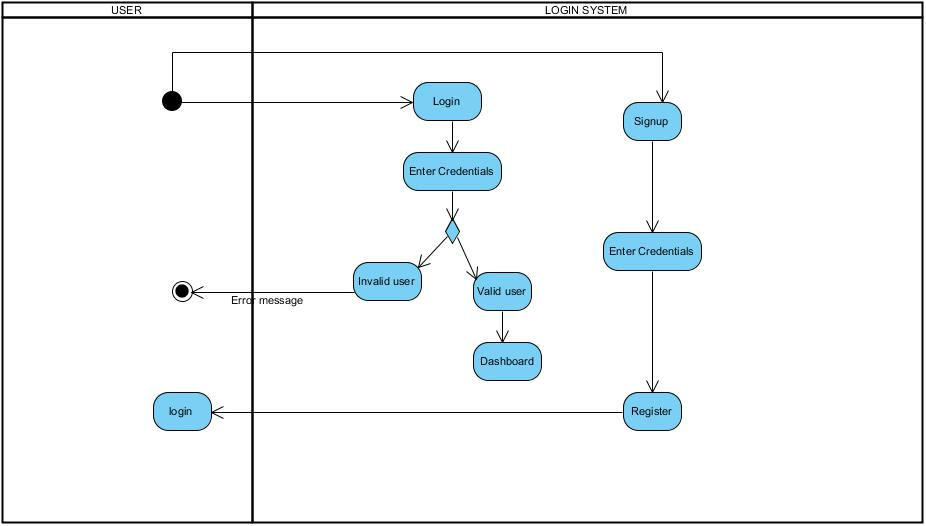 USER
LOGIN SYSTEM
Login
Signup
Enter Credentials
Enter Credentials
Invalid user
Valid user
Error message
Dashboard
login
Register